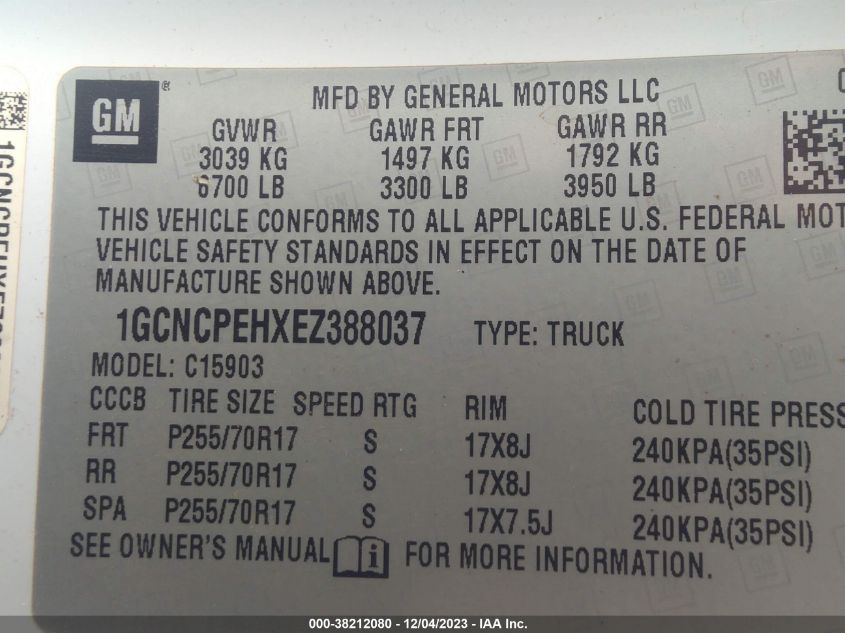 GM ®
MFD BY GENERAL MOTORS LLC
GVWR GAWR FRT GAWR RR
3039 KG 1497 KG 1792 KG
6700 LB 3300 LB 3950 LB
THIS VEHICLE CONFORMS TO ALL APPLICABLE U.S. FEDERAL MOT
VEHICLE SAFETY STANDARDS IN EFFECT ON THE DATE OF
MANUFACTURE SHOWN ABOVE.
1GCNCPEHXEZ388037 TYPE: TRUCK
MODEL: C15903
CCCB TIRE SIZE SPEED RTG RIM COLD TIRE PRESS
FRT P255/70R17 S 17X8J 240KPA(35PSI)
RR P255/70R17 S 17X8J 240KPA(35PSI)
SPA P255/70R17 S 17X7.5J 240KPA(35PSI)
SEE OWNER'S MANUAL i FOR MORE INFORMATION.
000-38212080 - 12/04/2023 - IAA Inc.